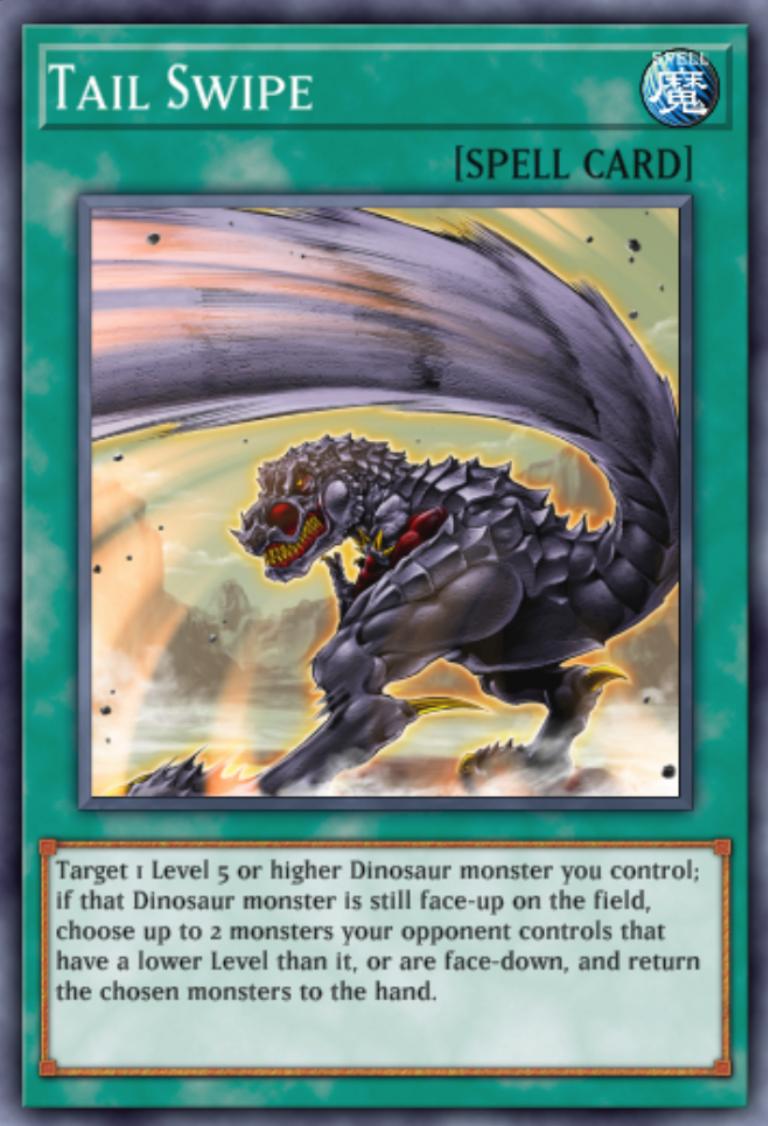 Tail Swipe
SPELL
魔
[SPELL CARD]
Target 1 Level 5 or higher Dinosaur monster you control;
if that Dinosaur monster is still face-up on the field,
choose up to 2 monsters your opponent controls that
have a lower Level than it, or are face-down, and return
the chosen monsters to the hand.